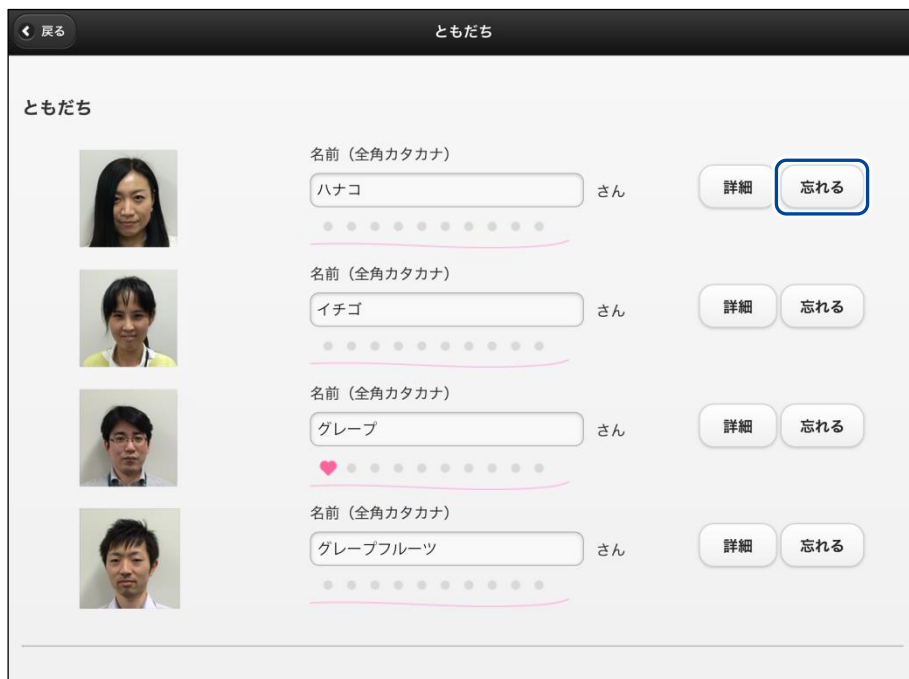 戻る
ともだち
ともだち
名前（全角カタカナ）
ハナコ さん 詳細 忘れる
名前（全角カタカナ）
イチゴ さん 詳細 忘れる
名前（全角カタカナ）
グレープ さん 詳細 忘れる
名前（全角カタカナ）
グレープフルーツ さん 詳細 忘れる